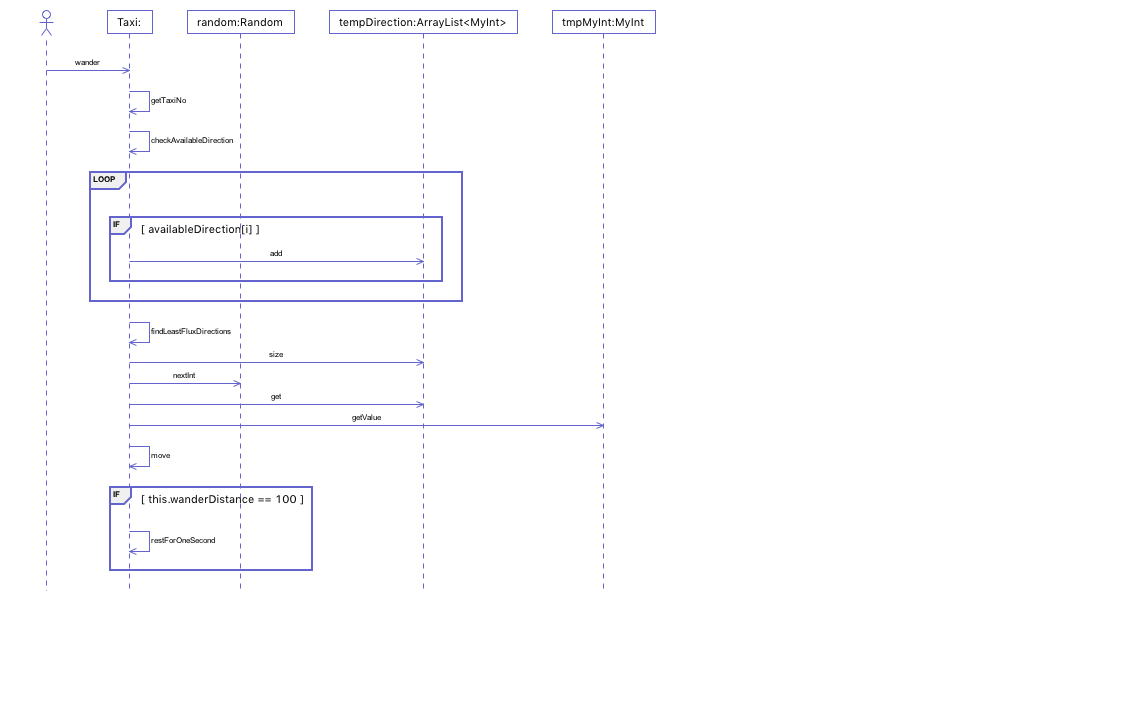 Taxi:
random:Random
tempDirection:ArrayList<MyInt>
tmpMyInt:MyInt
wander
getTaxiNo
checkAvailableDirection
LOOP
IF
[ availableDirection[i] ]
add
findLeastFluxDirections
size
nextInt
get
getValue
move
IF
[ this.wanderDistance == 100 ]
restForOneSecond